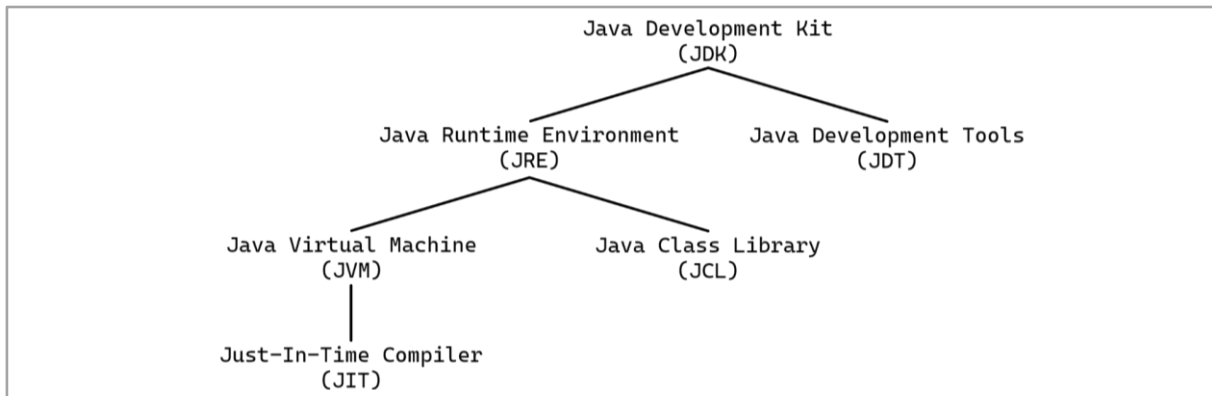 Java Development Kit
(JDK)
Java Runtime Environment
(JRE)
Java Development Tools
(JDT)
Java Virtual Machine
(JVM)
Java Class Library
(JCL)
Just-In-Time Compiler
(JIT)